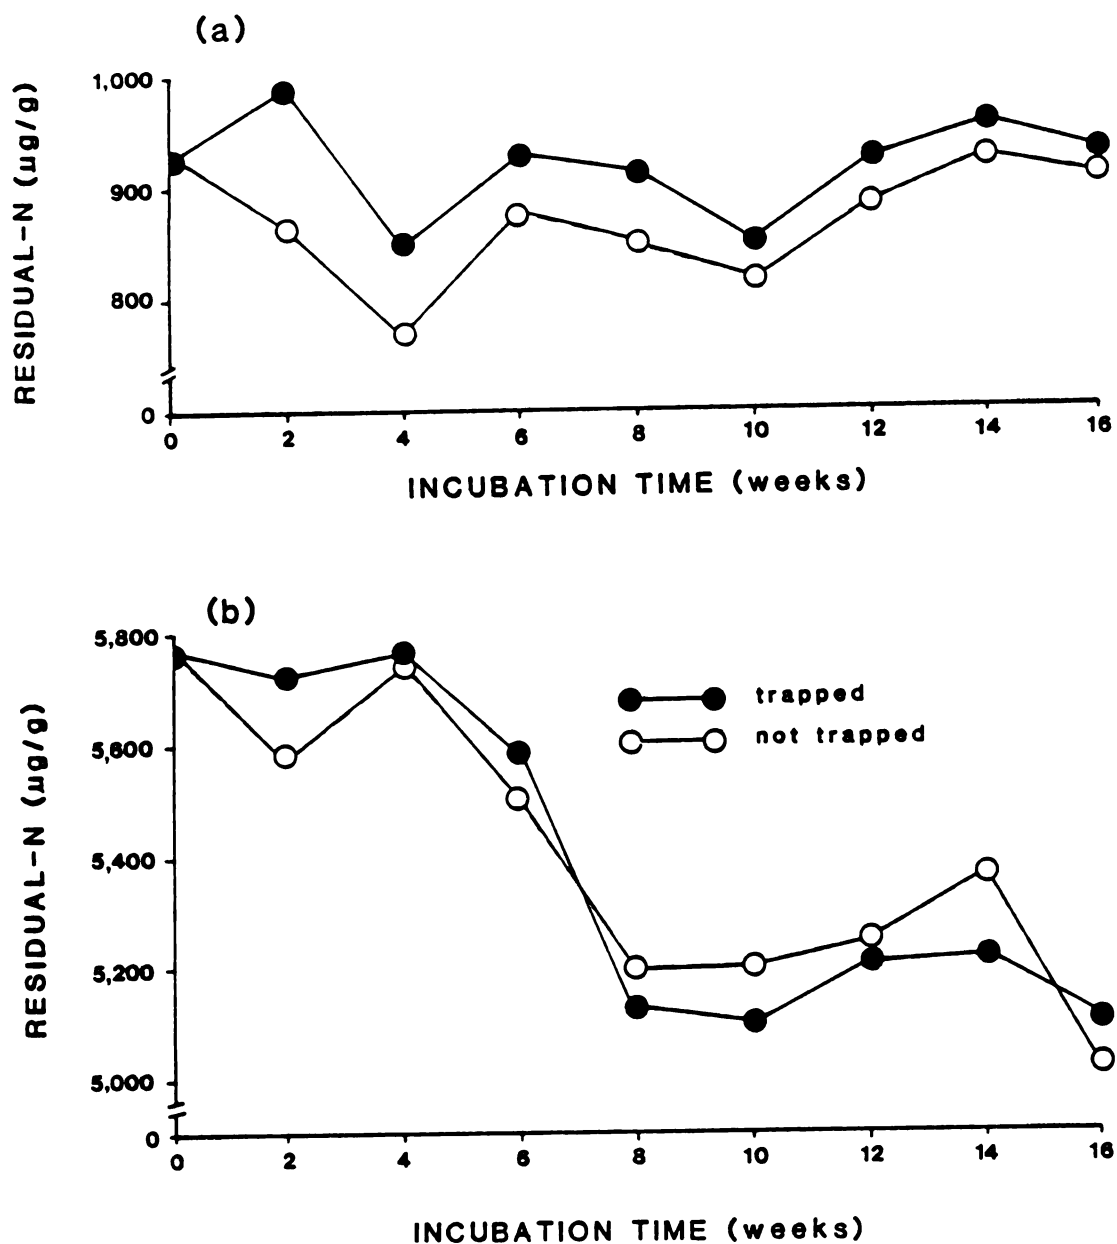 (a)
RESIDUAL-N (µg/g)
1,000
900
800
0
0 2 4 6 8 10 12 14 16
INCUBATION TIME (weeks)
(b)
RESIDUAL-N (µg/g)
5,800
5,600
5,400
5,200
5,000
0
trapped
not trapped
0 2 4 6 8 10 12 14 16
INCUBATION TIME (weeks)